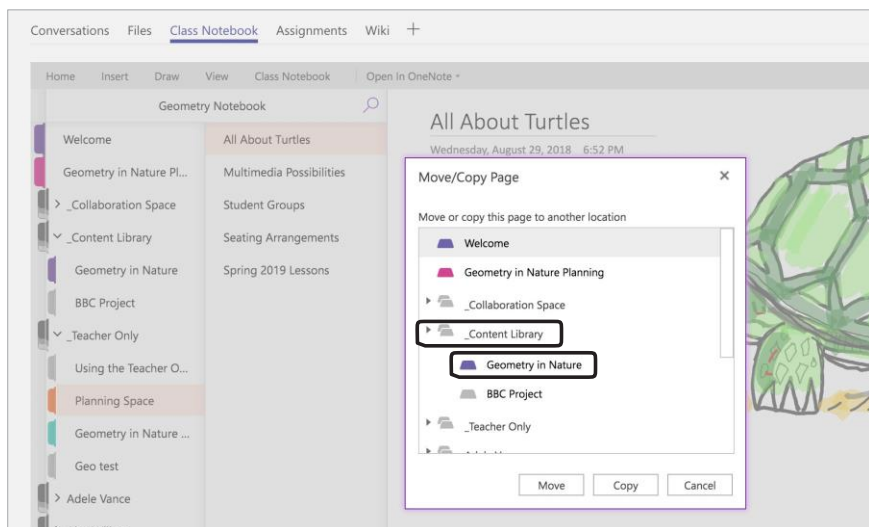 Conversations Files Class Notebook Assignments Wiki +
Home Insert Draw View Class Notebook Open In OneNote
Geometry Notebook
Welcome
Geometry in Nature Pl...
_Collaboration Space
_Content Library
Geometry in Nature
BBC Project
_Teacher Only
Using the Teacher O...
Planning Space
Geometry in Nature ...
Geo test
Adele Vance
All About Turtles
Multimedia Possibilities
Student Groups
Seating Arrangements
Spring 2019 Lessons
All About Turtles
Wednesday, August 29, 2018 6:52 PM
Move/Copy Page
Move or copy this page to another location
Welcome
Geometry in Nature Planning
_Collaboration Space
_Content Library
Geometry in Nature
BBC Project
_Teacher Only
Move Copy Cancel